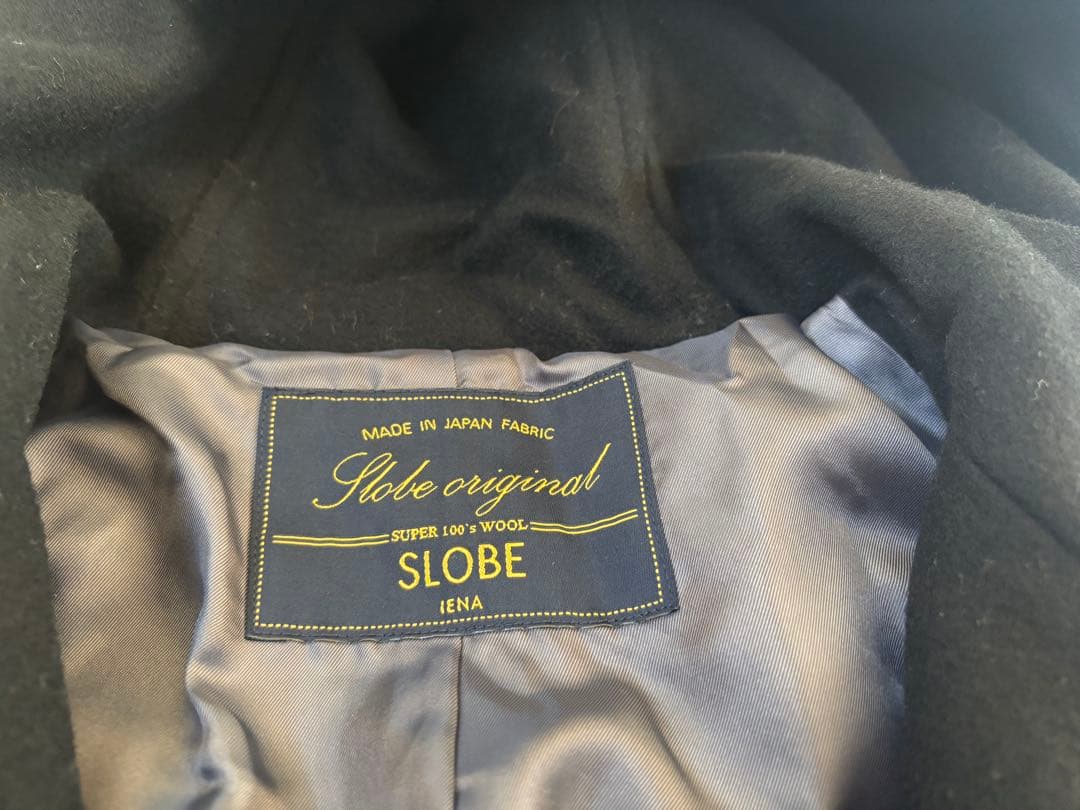 MADE IN JAPAN FABRIC
Slobe original
SUPER 100's WOOL
SLOBE
IENA